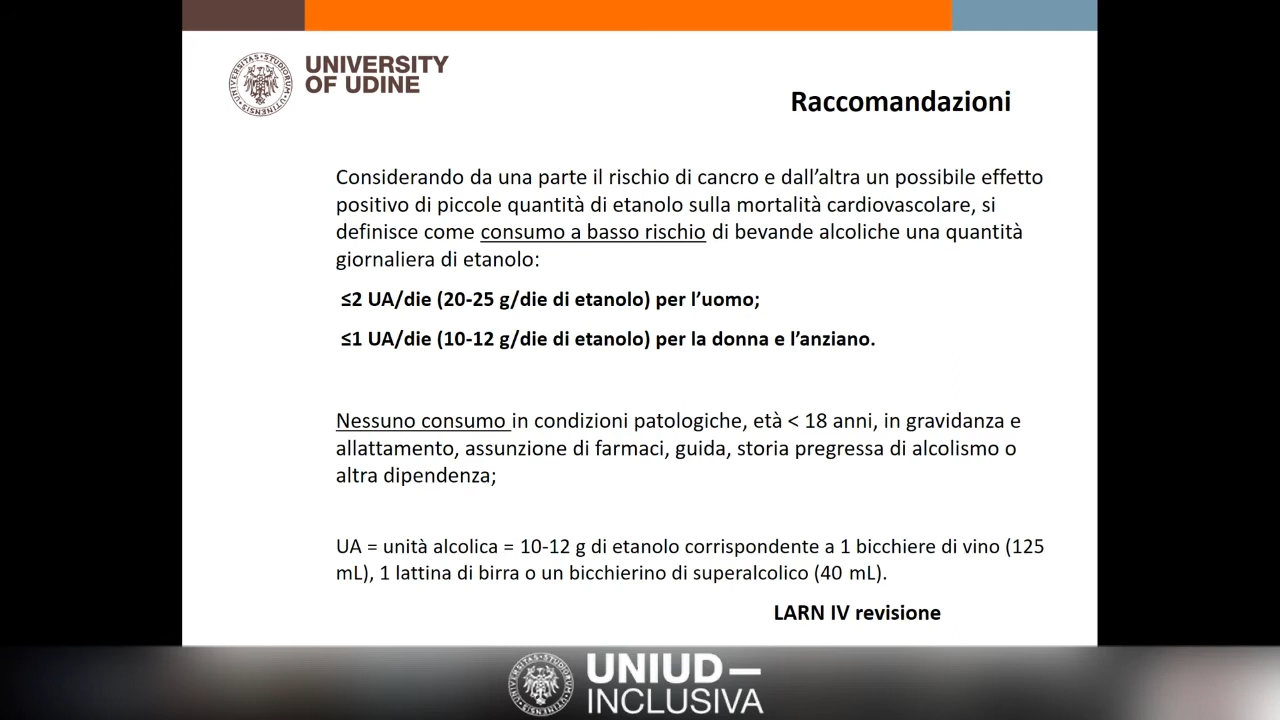 UNIVERSITY
OF UDINE
Raccomandazioni
Considerando da una parte il rischio di cancro e dall’altra un possibile effetto
positivo di piccole quantità di etanolo sulla mortalità cardiovascolare, si
definisce come consumo a basso rischio di bevande alcoliche una quantità
giornaliera di etanolo:
≤2 UA/die (20-25 g/die di etanolo) per l’uomo;
≤1 UA/die (10-12 g/die di etanolo) per la donna e l’anziano.
Nessuno consumo in condizioni patologiche, età < 18 anni, in gravidanza e
allattamento, assunzione di farmaci, guida, storia pregressa di alcolismo o
altra dipendenza;
UA = unità alcolica = 10-12 g di etanolo corrispondente a 1 bicchiere di vino (125
mL), 1 lattina di birra o un bicchierino di superalcolico (40 mL).
LARN IV revisione
UNIUD—
INCLUSIVA